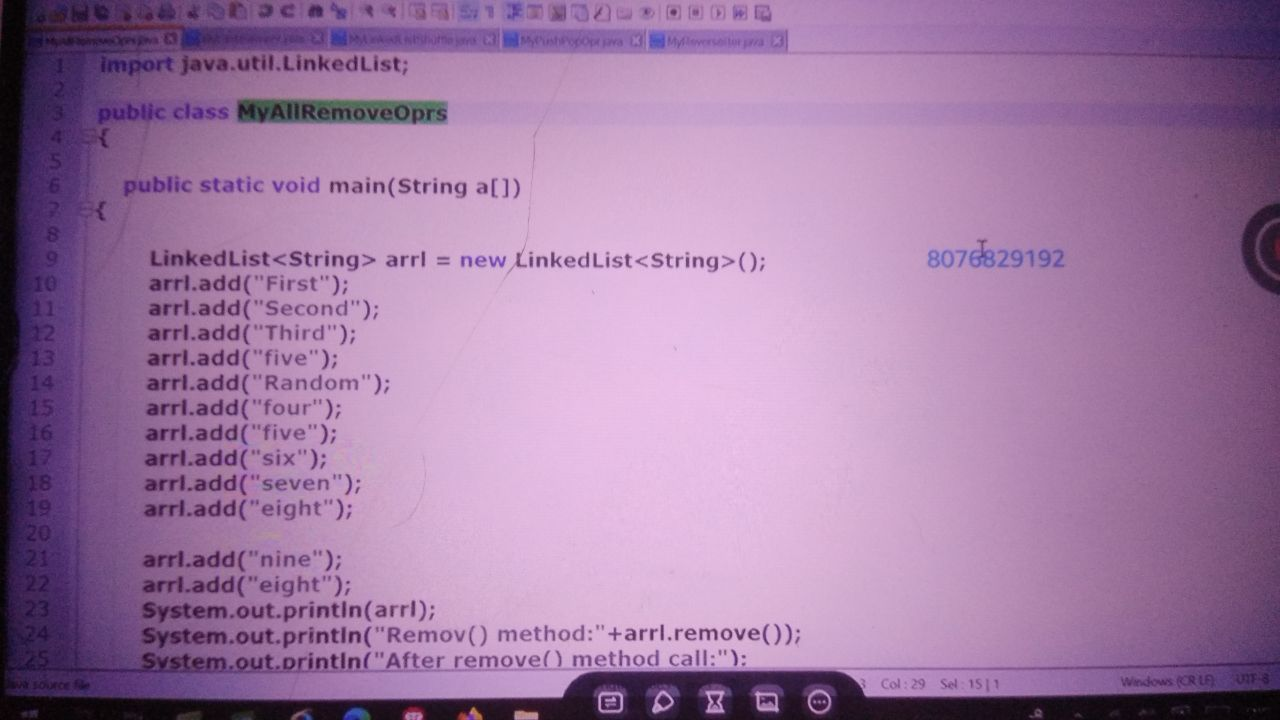 MyLinkedListShuffle.java MyPushPopOpr.java MyReverseIter.java
1 import java.util.LinkedList;
2
3 public class MyAllRemoveOprs
4 {
5
6 public static void main(String a[])
7 {
8
9 LinkedList<String> arrl = new LinkedList<String>(); 8076829192
10 arrl.add("First");
11 arrl.add("Second");
12 arrl.add("Third");
13 arrl.add("five");
14 arrl.add("Random");
15 arrl.add("four");
16 arrl.add("five");
17 arrl.add("six");
18 arrl.add("seven");
19 arrl.add("eight");
20
21 arrl.add("nine");
22 arrl.add("eight");
23 System.out.println(arrl);
24 System.out.println("Remov() method:"+arrl.remove());
25 System.out.println("After remove() method call:");
Java source file Col : 29 Sel : 15 | 1 Windows (CR LF) UTF-8